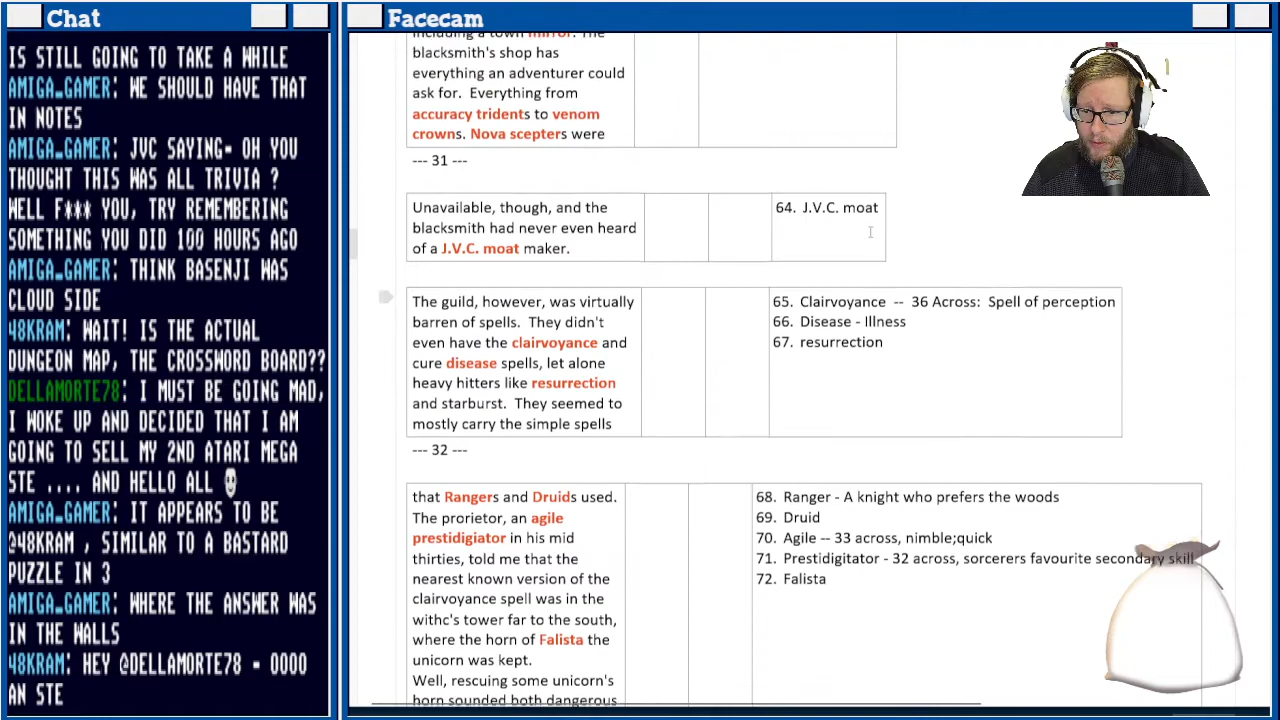 Chat
IS STILL GOING TO TAKE A WHILE
AMIGA_GAMER: WE SHOULD HAVE THAT
IN NOTES
AMIGA_GAMER: JVC SAYING- OH YOU
THOUGHT THIS WAS ALL TRIVIA ?
WELL F*** YOU, TRY REMEMBERING
SOMETHING YOU DID 100 HOURS AGO
AMIGA_GAMER: THINK BASENJI WAS
CLOUD SIDE
48KRAM: WAIT! IS THE ACTUAL
DUNGEON MAP, THE CROSSWORD BOARD??
DELLAMORTE78: I MUST BE GOING MAD,
I WOKE UP AND DECIDED THAT I AM
GOING TO SELL MY 2ND ATARI MEGA
STE .... AND HELLO ALL
AMIGA_GAMER: IT APPEARS TO BE
@48KRAM , SIMILAR TO A BASTARD
PUZZLE IN 3
AMIGA_GAMER: WHERE THE ANSWER WAS
IN THE WALLS
48KRAM: HEY @DELLAMORTE78 - OOOO
AN STE
Facecam
including a town mirror. The
blacksmith's shop has
everything an adventurer could
ask for. Everything from
accuracy tridents to venom
crowns. Nova scepters were
--- 31 ---
Unavailable, though, and the
blacksmith had never even heard
of a J.V.C. moat maker.
64. J.V.C. moat
The guild, however, was virtually
barren of spells. They didn't
even have the clairvoyance and
cure disease spells, let alone
heavy hitters like resurrection
and starburst. They seemed to
mostly carry the simple spells
65. Clairvoyance -- 36 Across: Spell of perception
66. Disease - Illness
67. resurrection
--- 32 ---
that Rangers and Druids used.
The prorietor, an agile
prestidigiator in his mid
thirties, told me that the
nearest known version of the
clairvoyance spell was in the
withc's tower far to the south,
where the horn of Falista the
unicorn was kept.
Well, rescuing some unicorn's
horn sounded both dangerous
68. Ranger - A knight who prefers the woods
69. Druid
70. Agile -- 33 across, nimble;quick
71. Prestidigitator - 32 across, sorcerers favourite secondary skill
72. Falista